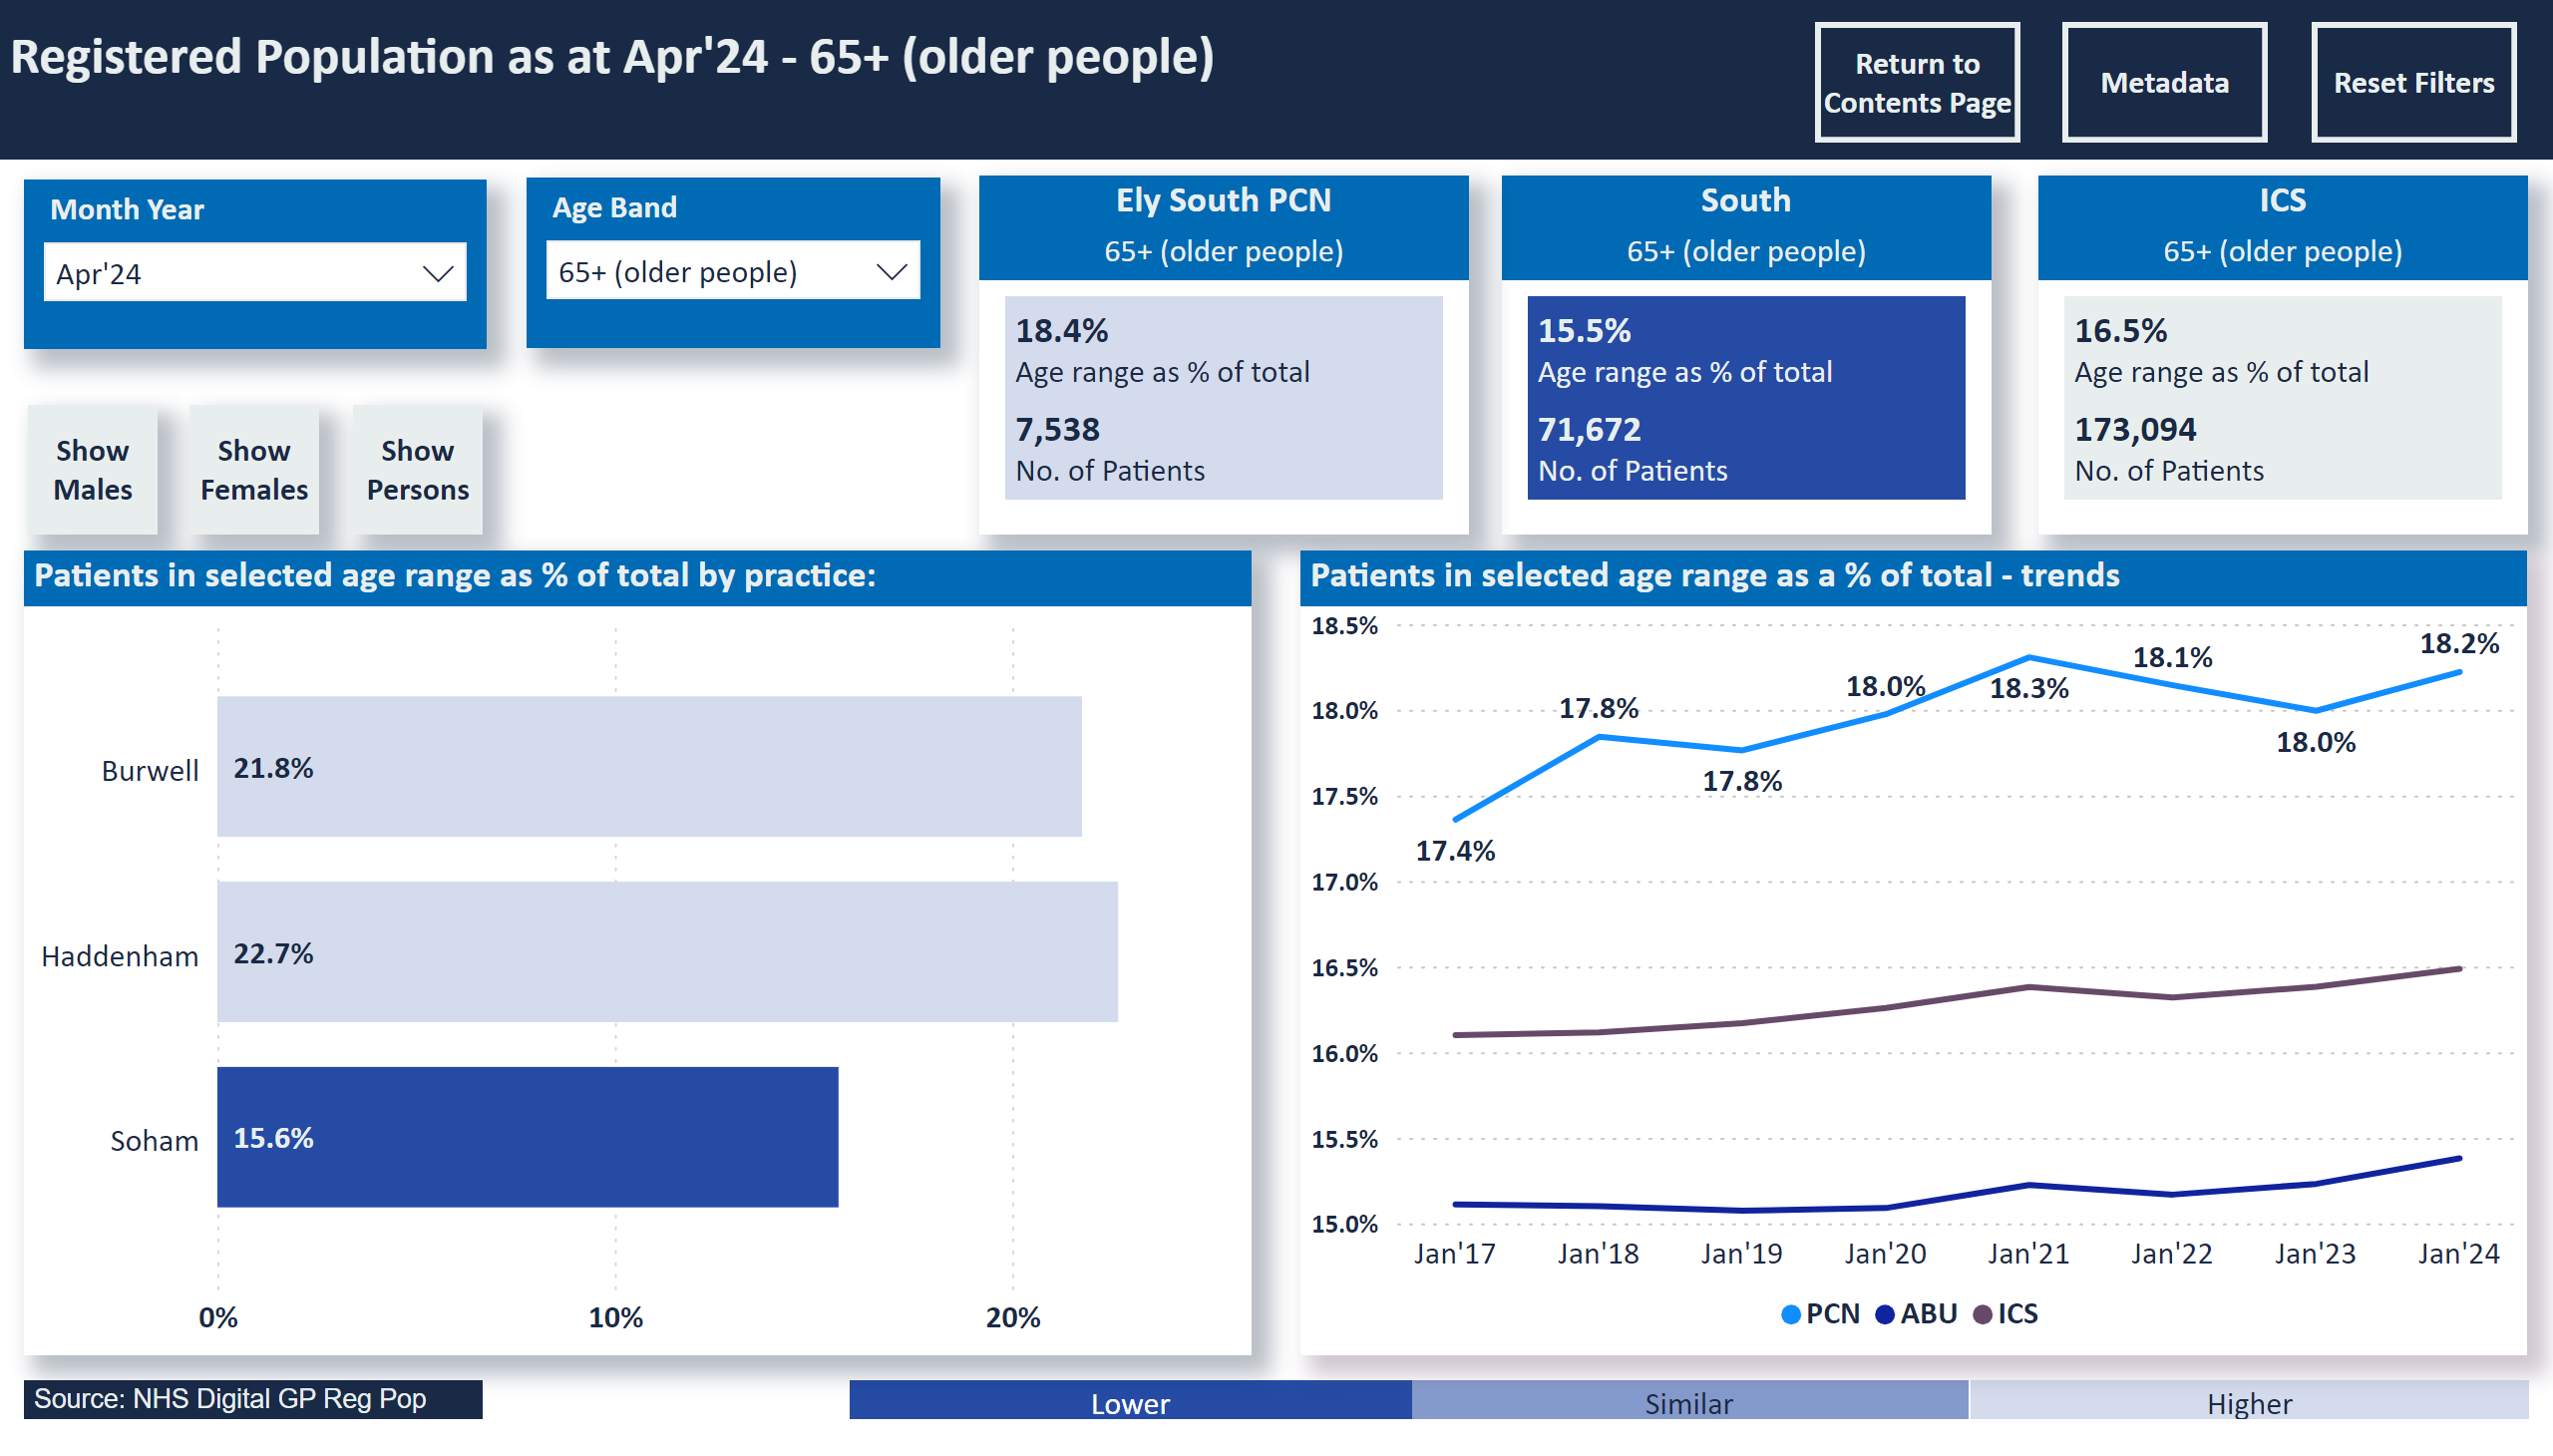 Registered Population as at Apr'24 - 65+ (older people)
Return to
Contents Page
Metadata
Reset Filters
Month Year
Apr'24
Age Band
65+ (older people)
Ely South PCN
65+ (older people)
18.4%
Age range as % of total
7,538
No. of Patients
South
65+ (older people)
15.5%
Age range as % of total
71,672
No. of Patients
ICS
65+ (older people)
16.5%
Age range as % of total
173,094
No. of Patients
Show
Males
Show
Females
Show
Persons
Patients in selected age range as % of total by practice:
Burwell
21.8%
Haddenham
22.7%
Soham
15.6%
0%
10%
20%
Patients in selected age range as a % of total - trends
18.5%
18.0%
17.5%
17.0%
16.5%
16.0%
15.5%
15.0%
17.4%
17.8%
17.8%
18.0%
18.3%
18.1%
18.0%
18.2%
Jan'17
Jan'18
Jan'19
Jan'20
Jan'21
Jan'22
Jan'23
Jan'24
PCN
ABU
ICS
Source: NHS Digital GP Reg Pop
Lower
Similar
Higher